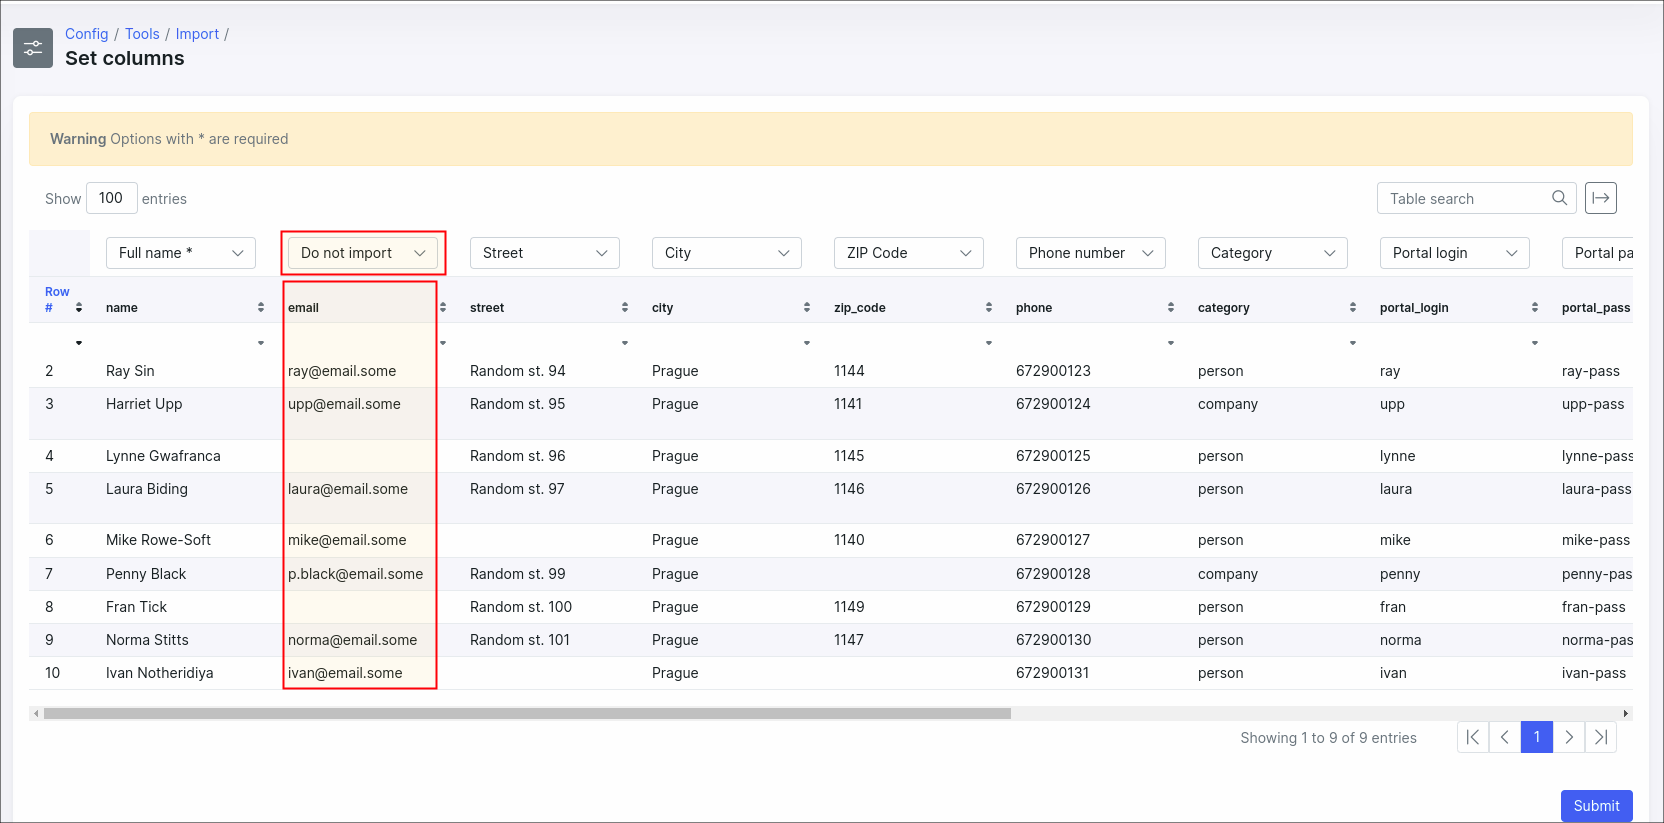 Config / Tools / Import /
Set columns
Warning Options with * are required
Show 100 entries
Table search
Full name * Do not import Street City ZIP Code Phone number Category Portal login Portal pa
Row # name email street city zip_code phone category portal_login portal_pass
2 Ray Sin ray@email.some Random st. 94 Prague 1144 672900123 person ray ray-pass
3 Harriet Upp upp@email.some Random st. 95 Prague 1141 672900124 company upp upp-pass
4 Lynne Gwafranca Random st. 96 Prague 1145 672900125 person lynne lynne-pass
5 Laura Biding laura@email.some Random st. 97 Prague 1146 672900126 person laura laura-pass
6 Mike Rowe-Soft mike@email.some Prague 1140 672900127 person mike mike-pass
7 Penny Black p.black@email.some Random st. 99 Prague 672900128 company penny penny-pas
8 Fran Tick Random st. 100 Prague 1149 672900129 person fran fran-pass
9 Norma Stitts norma@email.some Random st. 101 Prague 1147 672900130 person norma norma-pas
10 Ivan Notheridiya ivan@email.some Prague 672900131 person ivan ivan-pass
Showing 1 to 9 of 9 entries 1
Submit